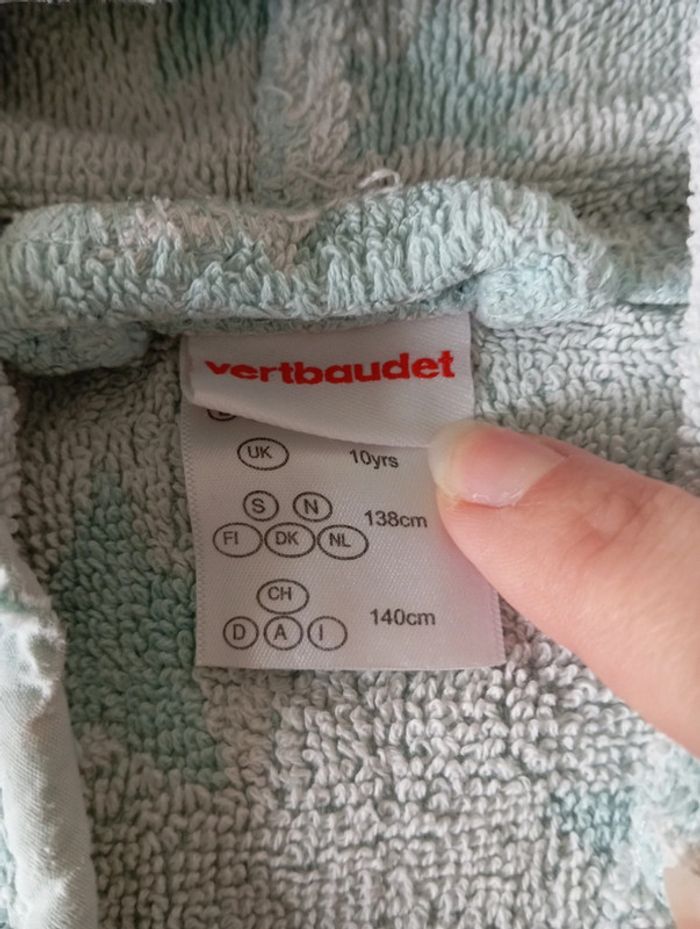 vertbaudet
UK 10yrs
S N
138cm
FI DK NL
CH
140cm
D A I